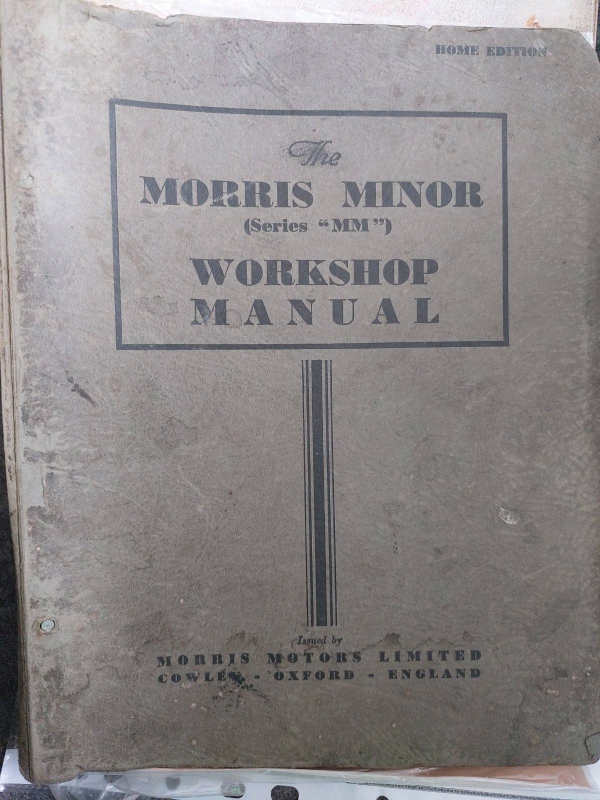 HOME EDITION
The
MORRIS MINOR
(Series “MM”)
WORKSHOP
MANUAL
Issued by
MORRIS MOTORS LIMITED
COWLEY - OXFORD - ENGLAND